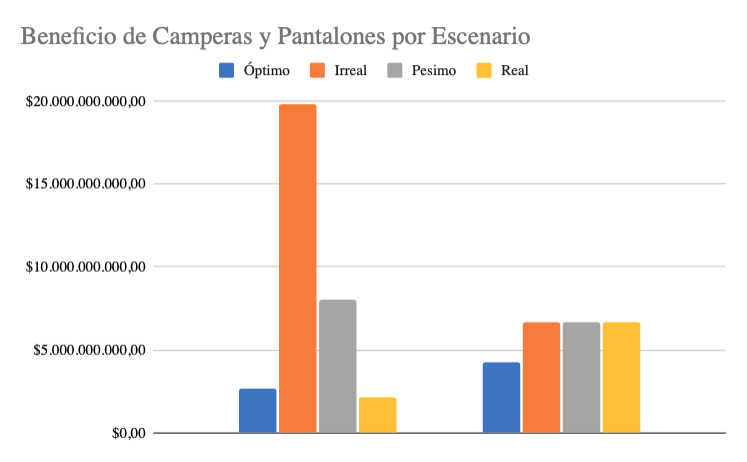 Beneficio de Camperas y Pantalones por Escenario
Óptimo Irreal Pesimo Real
$20.000.000.000,00
$15.000.000.000,00
$10.000.000.000,00
$5.000.000.000,00
$0,00